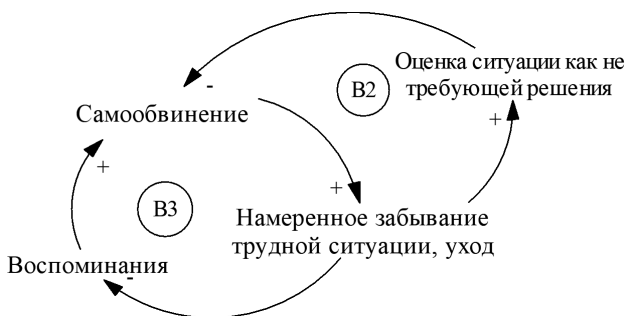 Оценка ситуации как не
требующей решения
-
B2
Самообвинение
+
+
+
B3
Намеренное забывание
трудной ситуации, уход
Воспоминания
-